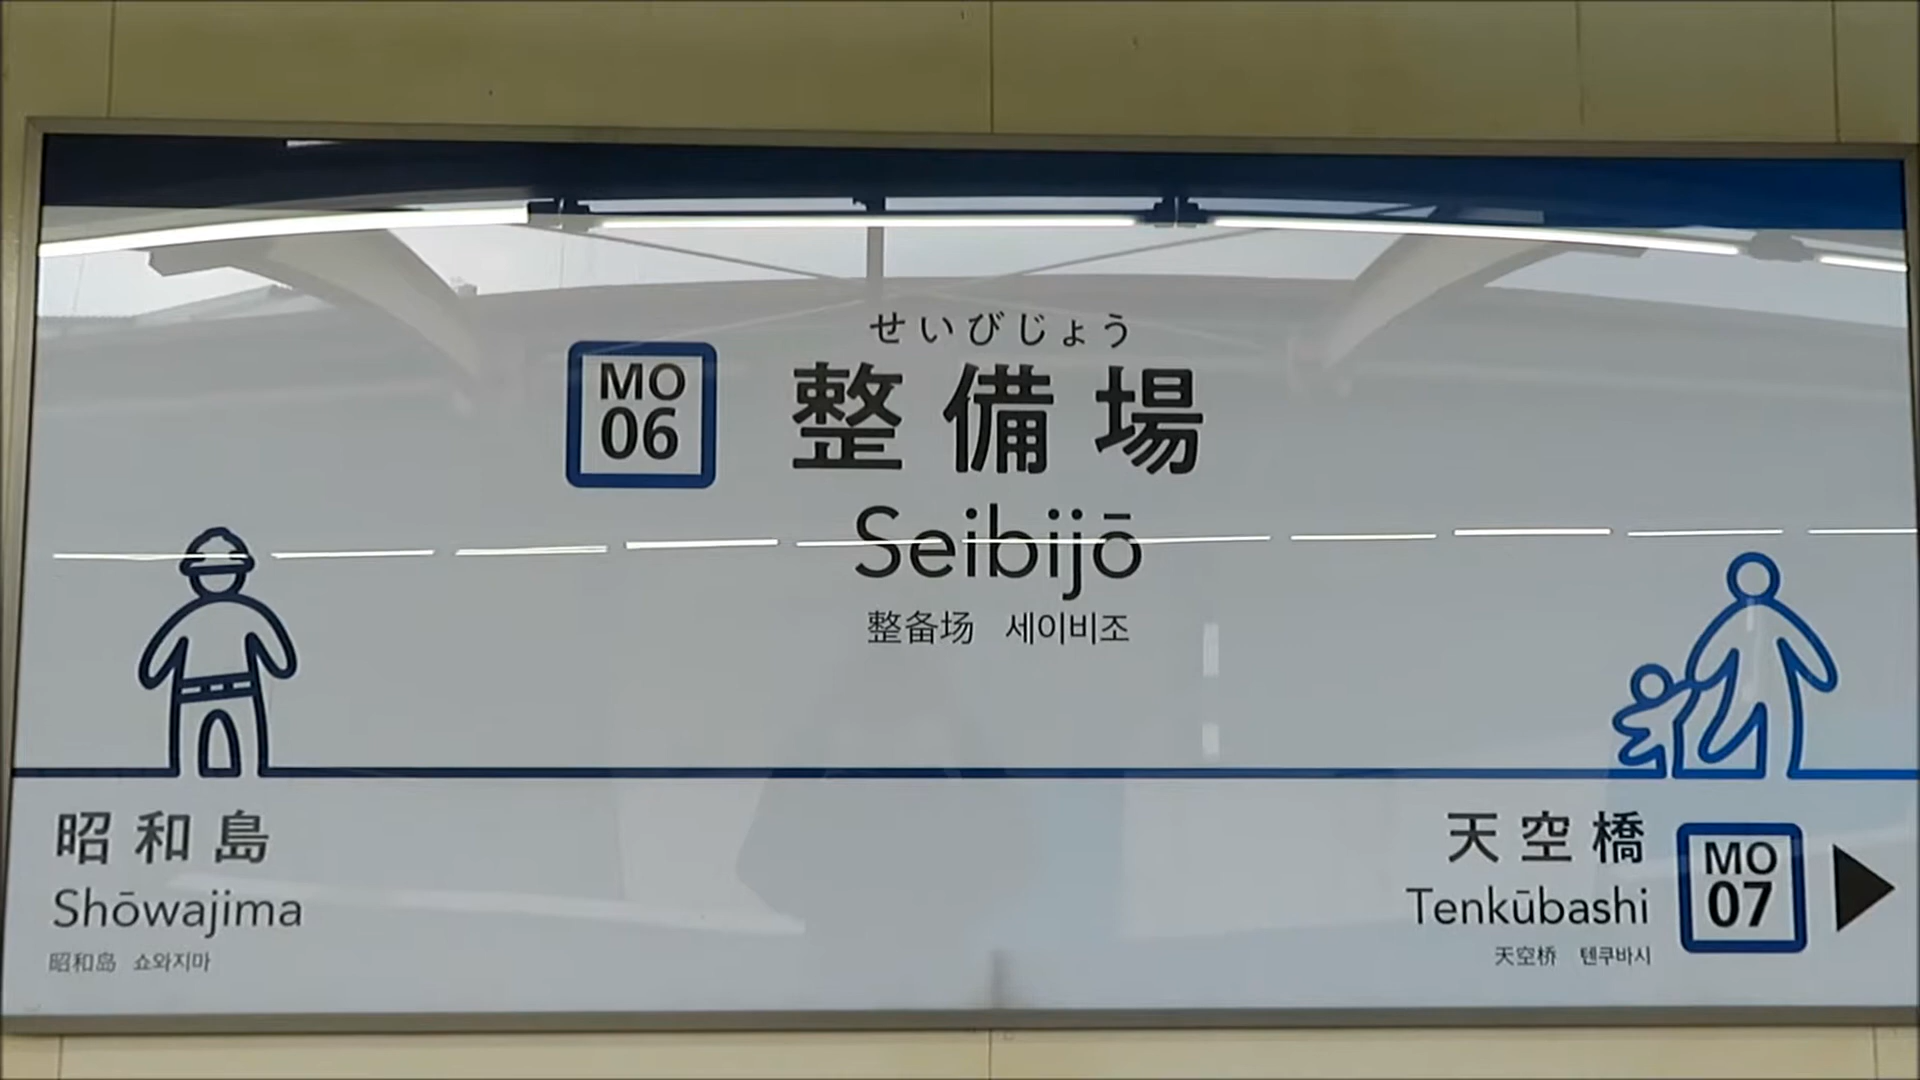 せいびじょう
MO
06
整備場
Seibijō
整备场 세이비조
昭和島
Shōwajima
昭和岛 쇼와지마
天空橋
Tenkūbashi
天空桥 텐쿠바시
MO
07